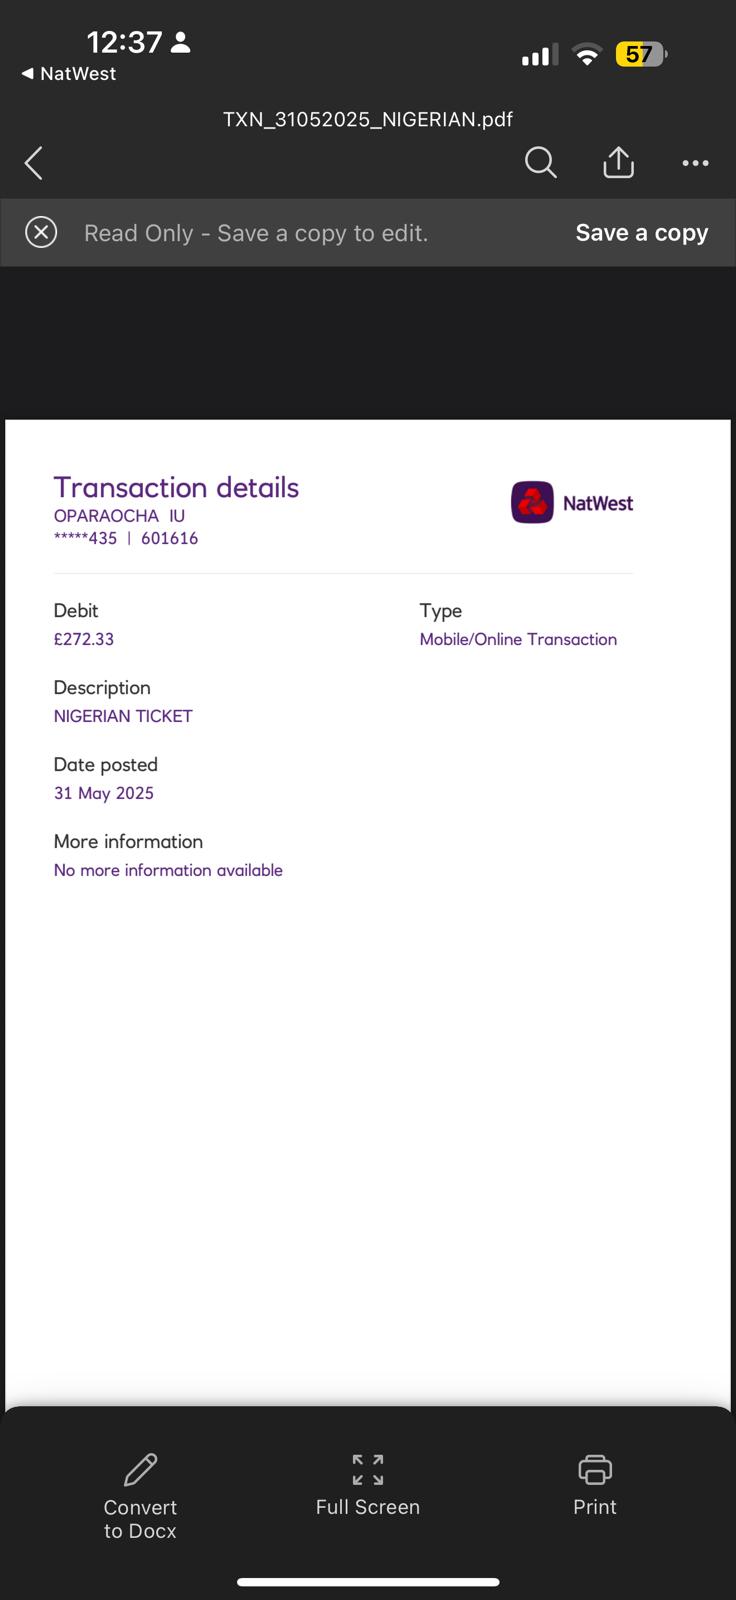 12:37
57
NatWest
TXN_31052025_NIGERIAN.pdf
Read Only - Save a copy to edit.
Save a copy
Transaction details
OPARAOCHA IU
*****435 | 601616
NatWest
Debit
£272.33
Type
Mobile/Online Transaction
Description
NIGERIAN TICKET
Date posted
31 May 2025
More information
No more information available
Convert
to Docx
Full Screen
Print